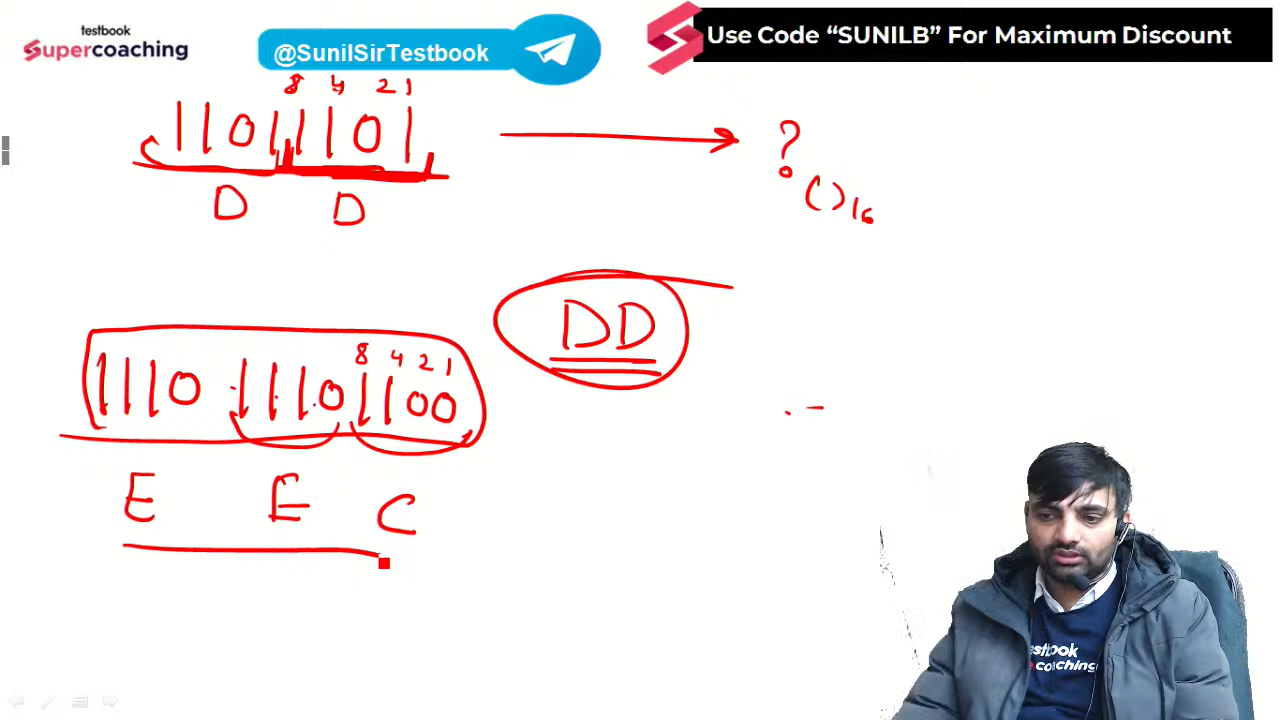 testbook
Supercoaching
@SunilSirTestbook
Use Code “SUNILB” For Maximum Discount
8 4 2 1
11011101
?
D D
( )16
DD
8 4 2 1
1110 1110 1100
E E C
testbook
coaching